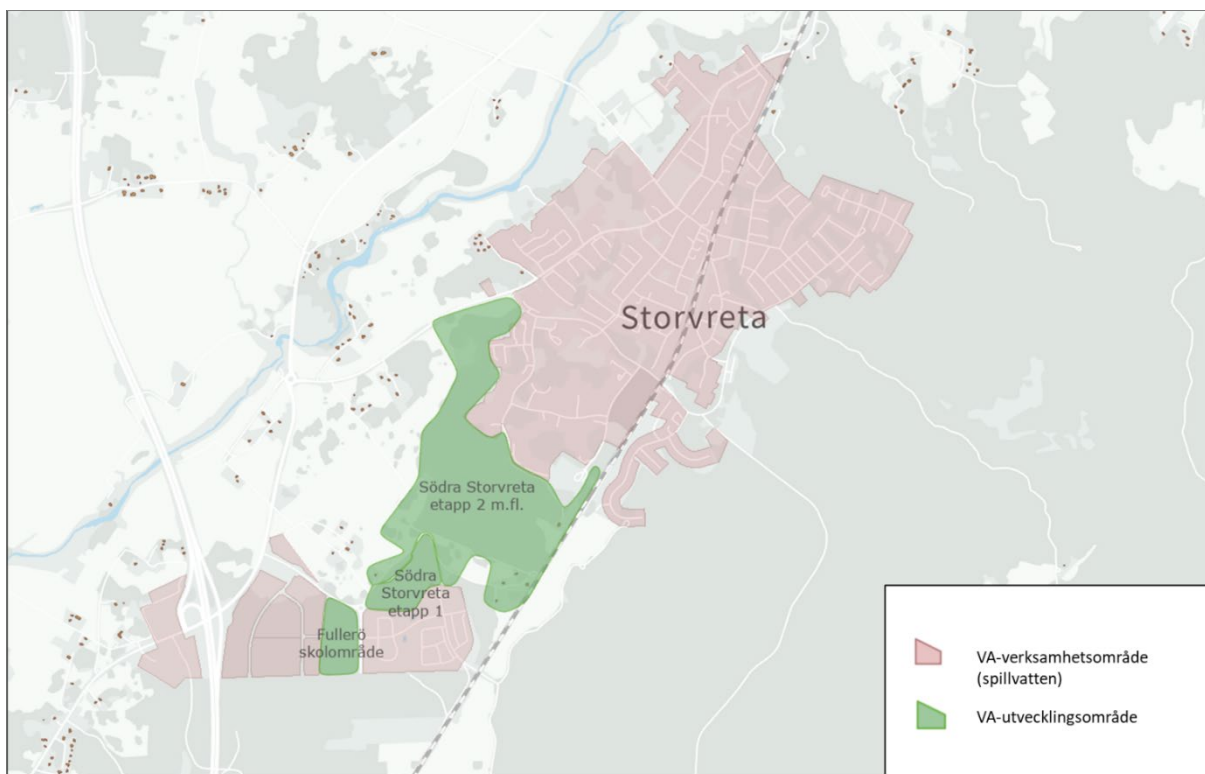 Storvreta
Södra Storvreta
etapp 2 m.fl.
Södra
Storvreta
etapp 1
Fullerö
skolområde
VA-verksamhetsområde
(spillvatten)
VA-utvecklingsområde